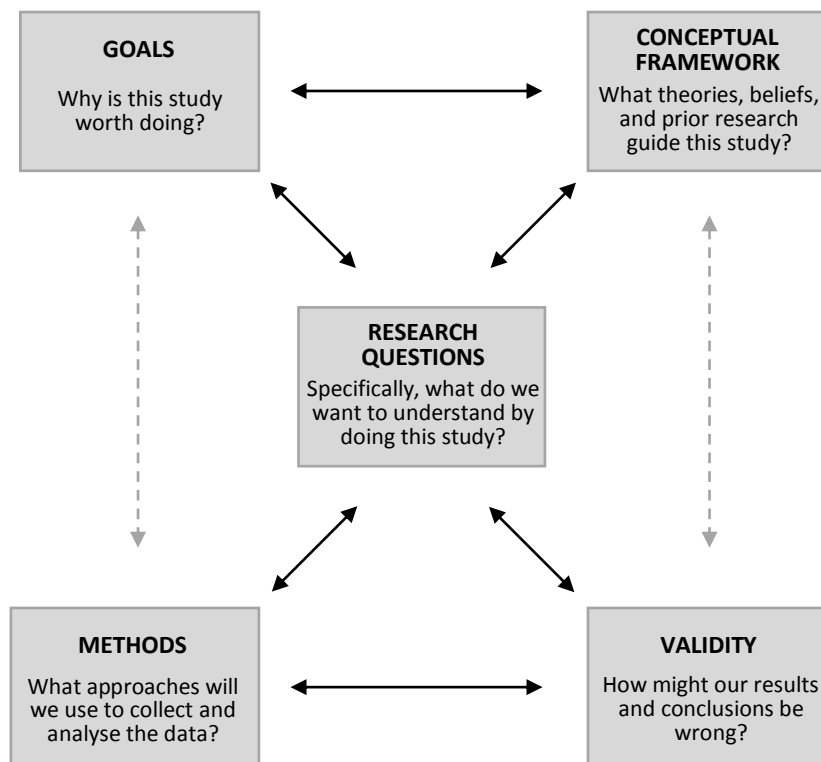 GOALS
Why is this study
worth doing?
CONCEPTUAL
FRAMEWORK
What theories, beliefs,
and prior research
guide this study?
RESEARCH
QUESTIONS
Specifically, what do we
want to understand by
doing this study?
METHODS
What approaches will
we use to collect and
analyse the data?
VALIDITY
How might our results
and conclusions be
wrong?